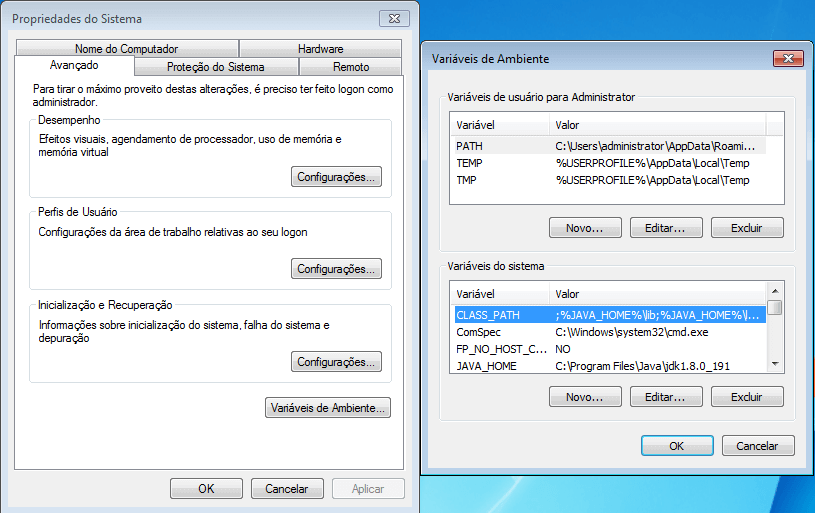 Propriedades do Sistema
Nome do Computador
Hardware
Avançado
Proteção do Sistema
Remoto
Para tirar o máximo proveito destas alterações, é preciso ter feito logon como
administrador.
Desempenho
Efeitos visuais, agendamento de processador, uso de memória e
memória virtual
Configurações...
Perfis de Usuário
Configurações da área de trabalho relativas ao seu logon
Configurações...
Inicialização e Recuperação
Informações sobre inicialização do sistema, falha do sistema e
depuração
Configurações...
Variáveis de Ambiente...
OK
Cancelar
Aplicar
Variáveis de Ambiente
Variáveis de usuário para Administrator
Variável Valor
PATH C:\Users\administrator\AppData\Roami...
TEMP %USERPROFILE%\AppData\Local\Temp
TMP %USERPROFILE%\AppData\Local\Temp
Novo...
Editar...
Excluir
Variáveis do sistema
Variável Valor
CLASS_PATH ;%JAVA_HOME%\lib;%JAVA_HOME%\l...
ComSpec C:\Windows\system32\cmd.exe
FP_NO_HOST_C... NO
JAVA_HOME C:\Program Files\Java\jdk1.8.0_191
Novo...
Editar...
Excluir
OK
Cancelar